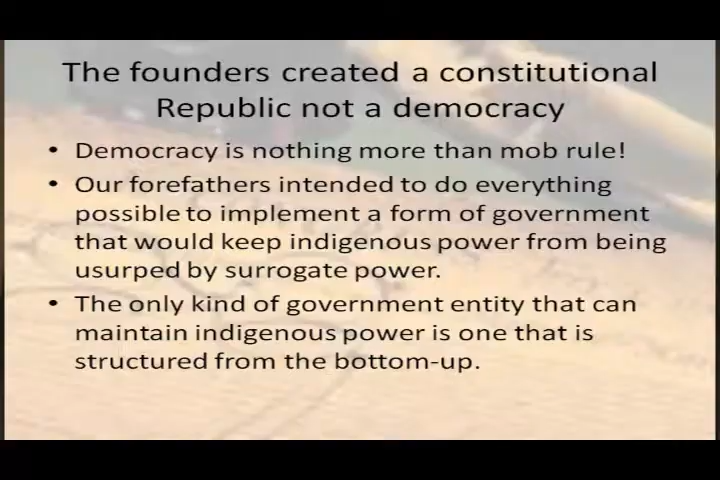 The founders created a constitutional
Republic not a democracy
• Democracy is nothing more than mob rule!
• Our forefathers intended to do everything
possible to implement a form of government
that would keep indigenous power from being
usurped by surrogate power.
• The only kind of government entity that can
maintain indigenous power is one that is
structured from the bottom-up.